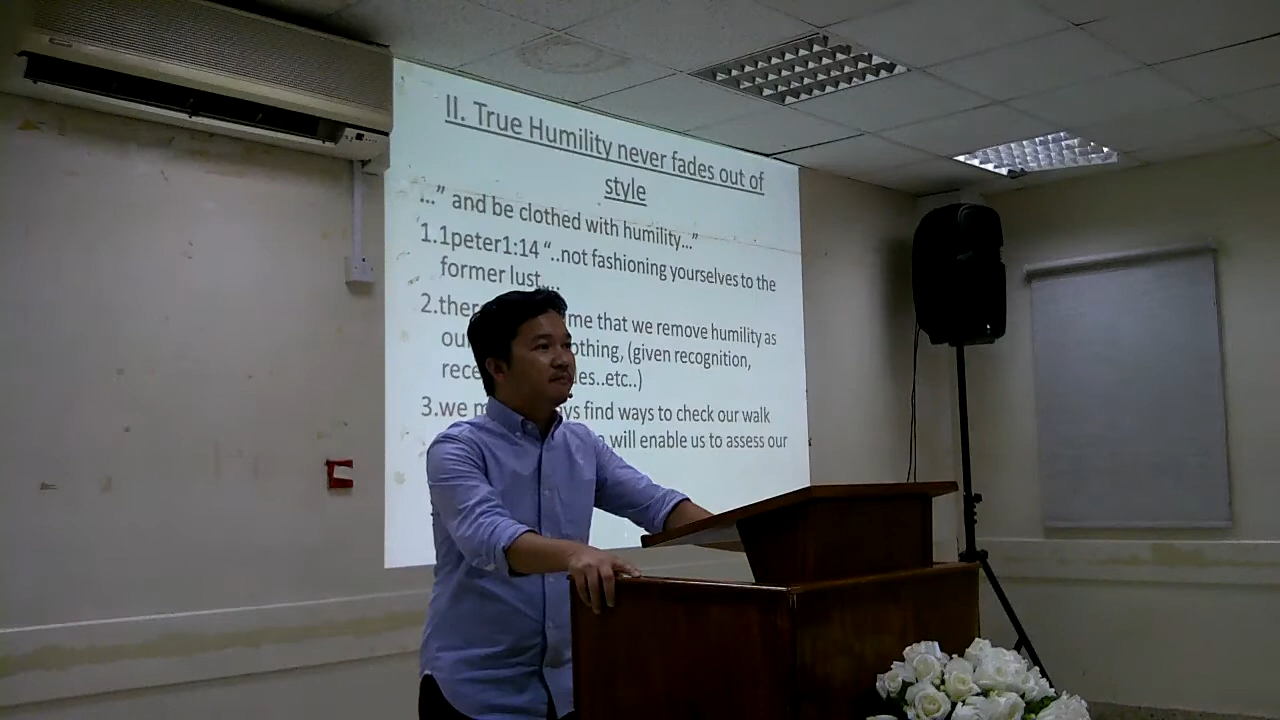 II. True Humility never fades out of
style
…” and be clothed with humility…”
1.1peter1:14 “..not fashioning yourselves to the
former lust….
2.ther me that we remove humility as
ou othing, (given recognition,
rece es..etc..)
3.we m ys find ways to check our walk
will enable us to assess our